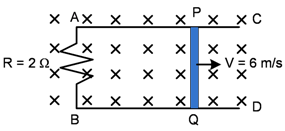 A P C
R = 2 Ω
V = 6 m/s
B Q D